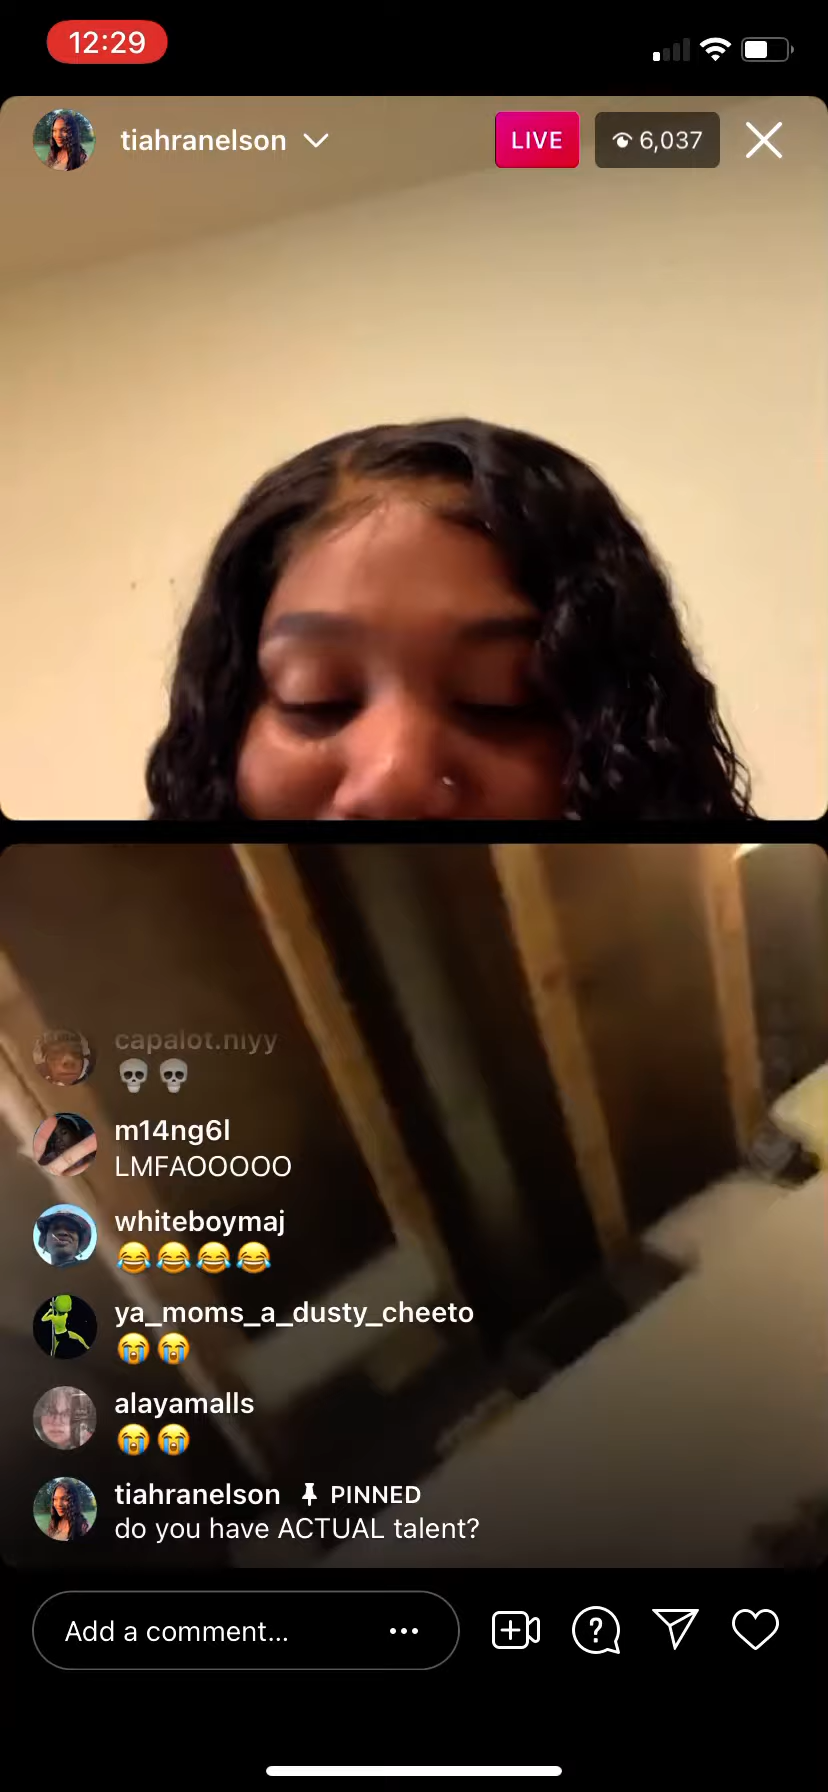 12:29
tiahranelson
LIVE
6,037
capalot.niyy
💀💀
m14ng6l
LMFAOOOOO
whiteboymaj
😂😂😂😂
ya_moms_a_dusty_cheeto
😭😭
alayamalls
😭😭
tiahranelson PINNED
do you have ACTUAL talent?
Add a comment...